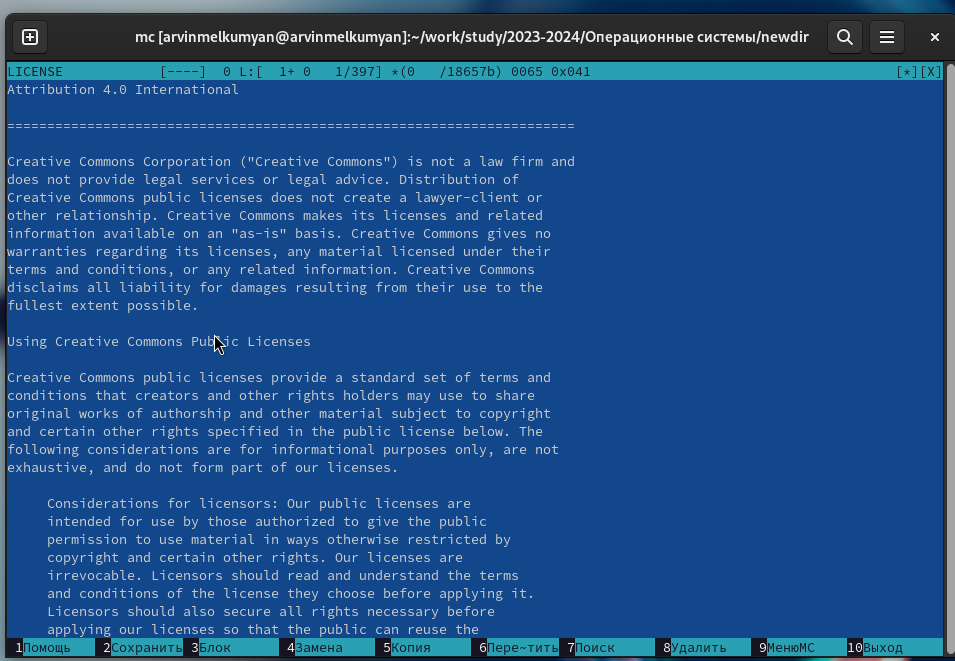 mc [arvinmelkumyan@arvinmelkumyan]:~/work/study/2023-2024/Операционные системы/newdir
LICENSE [----] 0 L:[ 1+ 0 1/397] *(0 /18657b) 0065 0x041 [*][X]
Attribution 4.0 International
=======================================================================
Creative Commons Corporation ("Creative Commons") is not a law firm and
does not provide legal services or legal advice. Distribution of
Creative Commons public licenses does not create a lawyer-client or
other relationship. Creative Commons makes its licenses and related
information available on an "as-is" basis. Creative Commons gives no
warranties regarding its licenses, any material licensed under their
terms and conditions, or any related information. Creative Commons
disclaims all liability for damages resulting from their use to the
fullest extent possible.
Using Creative Commons Public Licenses
Creative Commons public licenses provide a standard set of terms and
conditions that creators and other rights holders may use to share
original works of authorship and other material subject to copyright
and certain other rights specified in the public license below. The
following considerations are for informational purposes only, are not
exhaustive, and do not form part of our licenses.
Considerations for licensors: Our public licenses are
intended for use by those authorized to give the public
permission to use material in ways otherwise restricted by
copyright and certain other rights. Our licenses are
irrevocable. Licensors should read and understand the terms
and conditions of the license they choose before applying it.
Licensors should also secure all rights necessary before
applying our licenses so that the public can reuse the
1Помощь 2Сохранить 3Блок 4Замена 5Копия 6Пере~тить 7Поиск 8Удалить 9МенюМС 10Выход